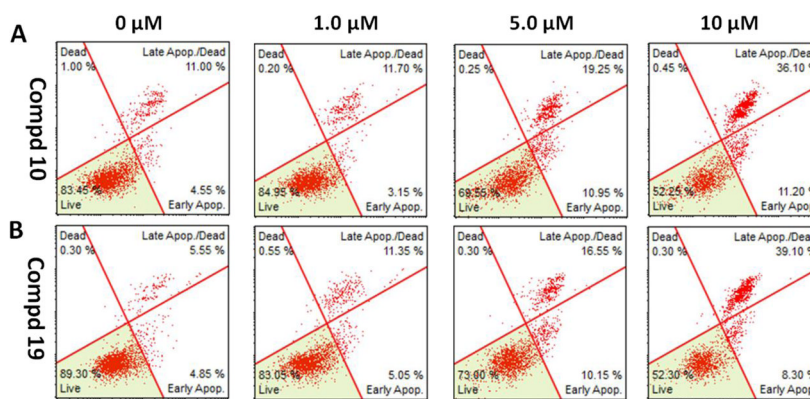 0 µM 1.0 µM 5.0 µM 10 µM
A
Compd 10
Dead Late Apop./Dead
1.00 % 11.00 %
83.45 % 4.55 %
Live Early Apop.
Dead Late Apop./Dead
0.20 % 11.70 %
84.95 % 3.15 %
Live Early Apop.
Dead Late Apop./Dead
0.25 % 19.25 %
69.55 % 10.95 %
Live Early Apop.
Dead Late Apop./Dead
0.45 % 36.10 %
52.25 % 11.20 %
Live Early Apop.
B
Compd 19
Dead Late Apop./Dead
0.30 % 5.55 %
89.30 % 4.85 %
Live Early Apop.
Dead Late Apop./Dead
0.55 % 11.35 %
83.05 % 5.05 %
Live Early Apop.
Dead Late Apop./Dead
0.30 % 16.55 %
73.00 % 10.15 %
Live Early Apop.
Dead Late Apop./Dead
0.30 % 39.10 %
52.30 % 8.30 %
Live Early Apop.